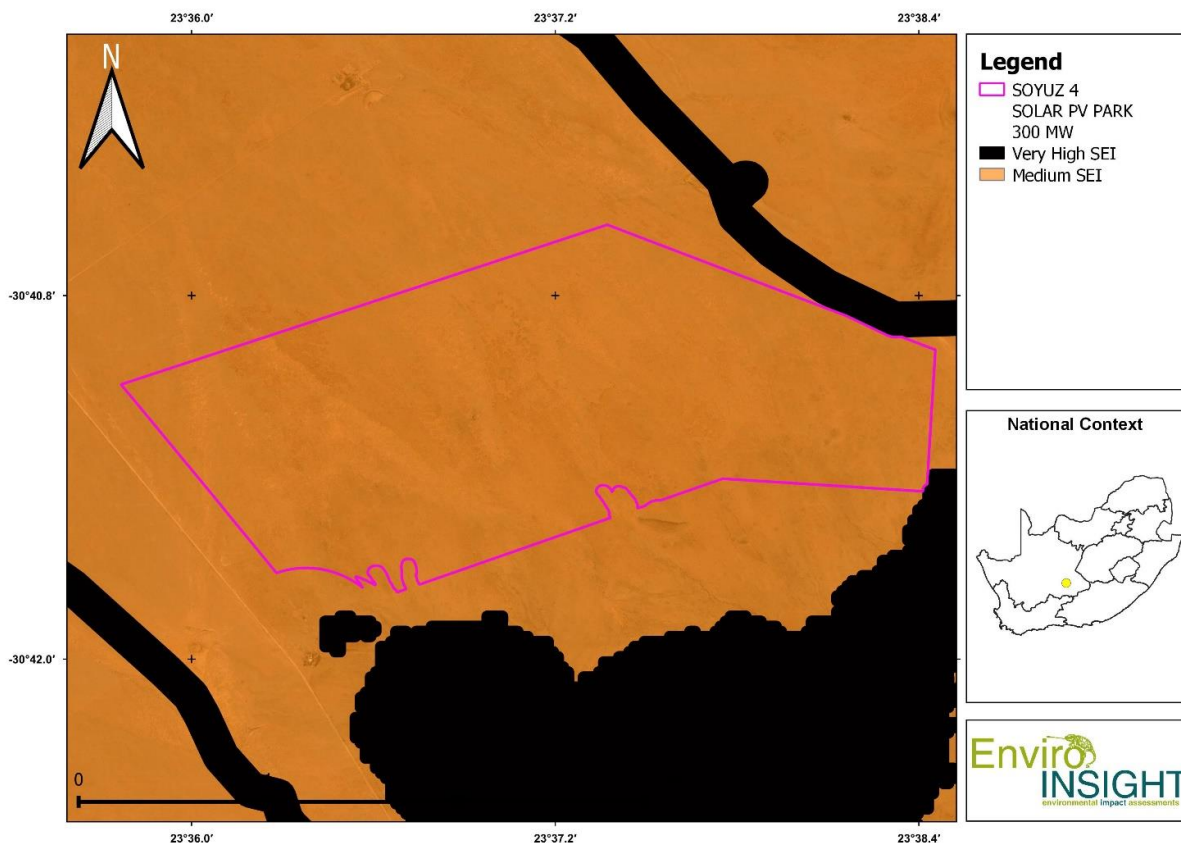 23°36.0′ 23°37.2′ 23°38.4′
N
Legend
SOYUZ 4
SOLAR PV PARK
300 MW
Very High SEI
Medium SEI
-30°40.8′
National Context
-30°42.0′
0
Enviro
INSIGHT
environmental impact assessments
23°36.0′ 23°37.2′ 23°38.4′